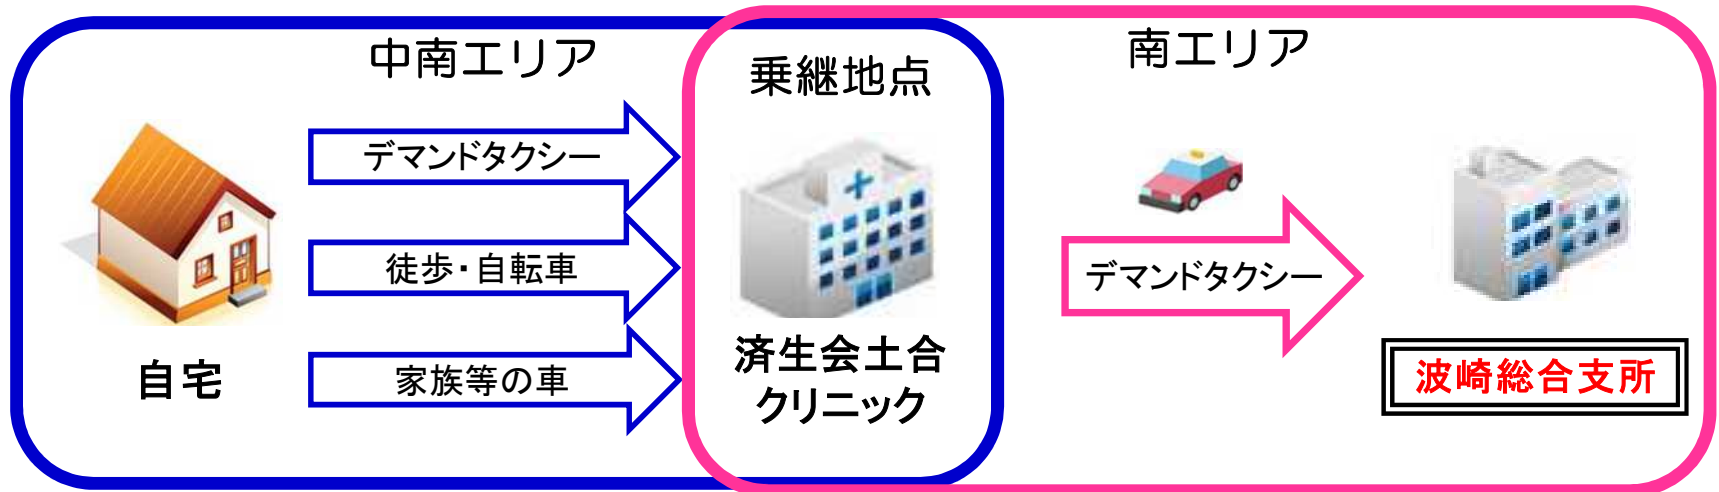 中南エリア
乗継地点
南エリア
デマンドタクシー
徒歩・自転車
デマンドタクシー
済生会土合
クリニック
自宅
家族等の車
波崎総合支所